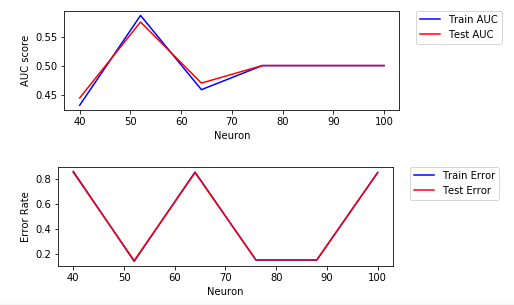 Train AUC
Test AUC
AUC score
0.55
0.50
0.45
40 50 60 70 80 90 100
Neuron
Train Error
Test Error
Error Rate
0.8
0.6
0.4
0.2
40 50 60 70 80 90 100
Neuron